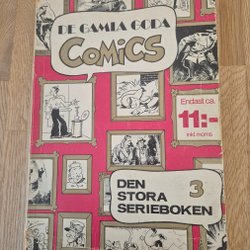 DE GAMLA GODA
COMICS
Endast ca.
11:-
inkl moms
DEN
STORA
SERIEBOKEN
3